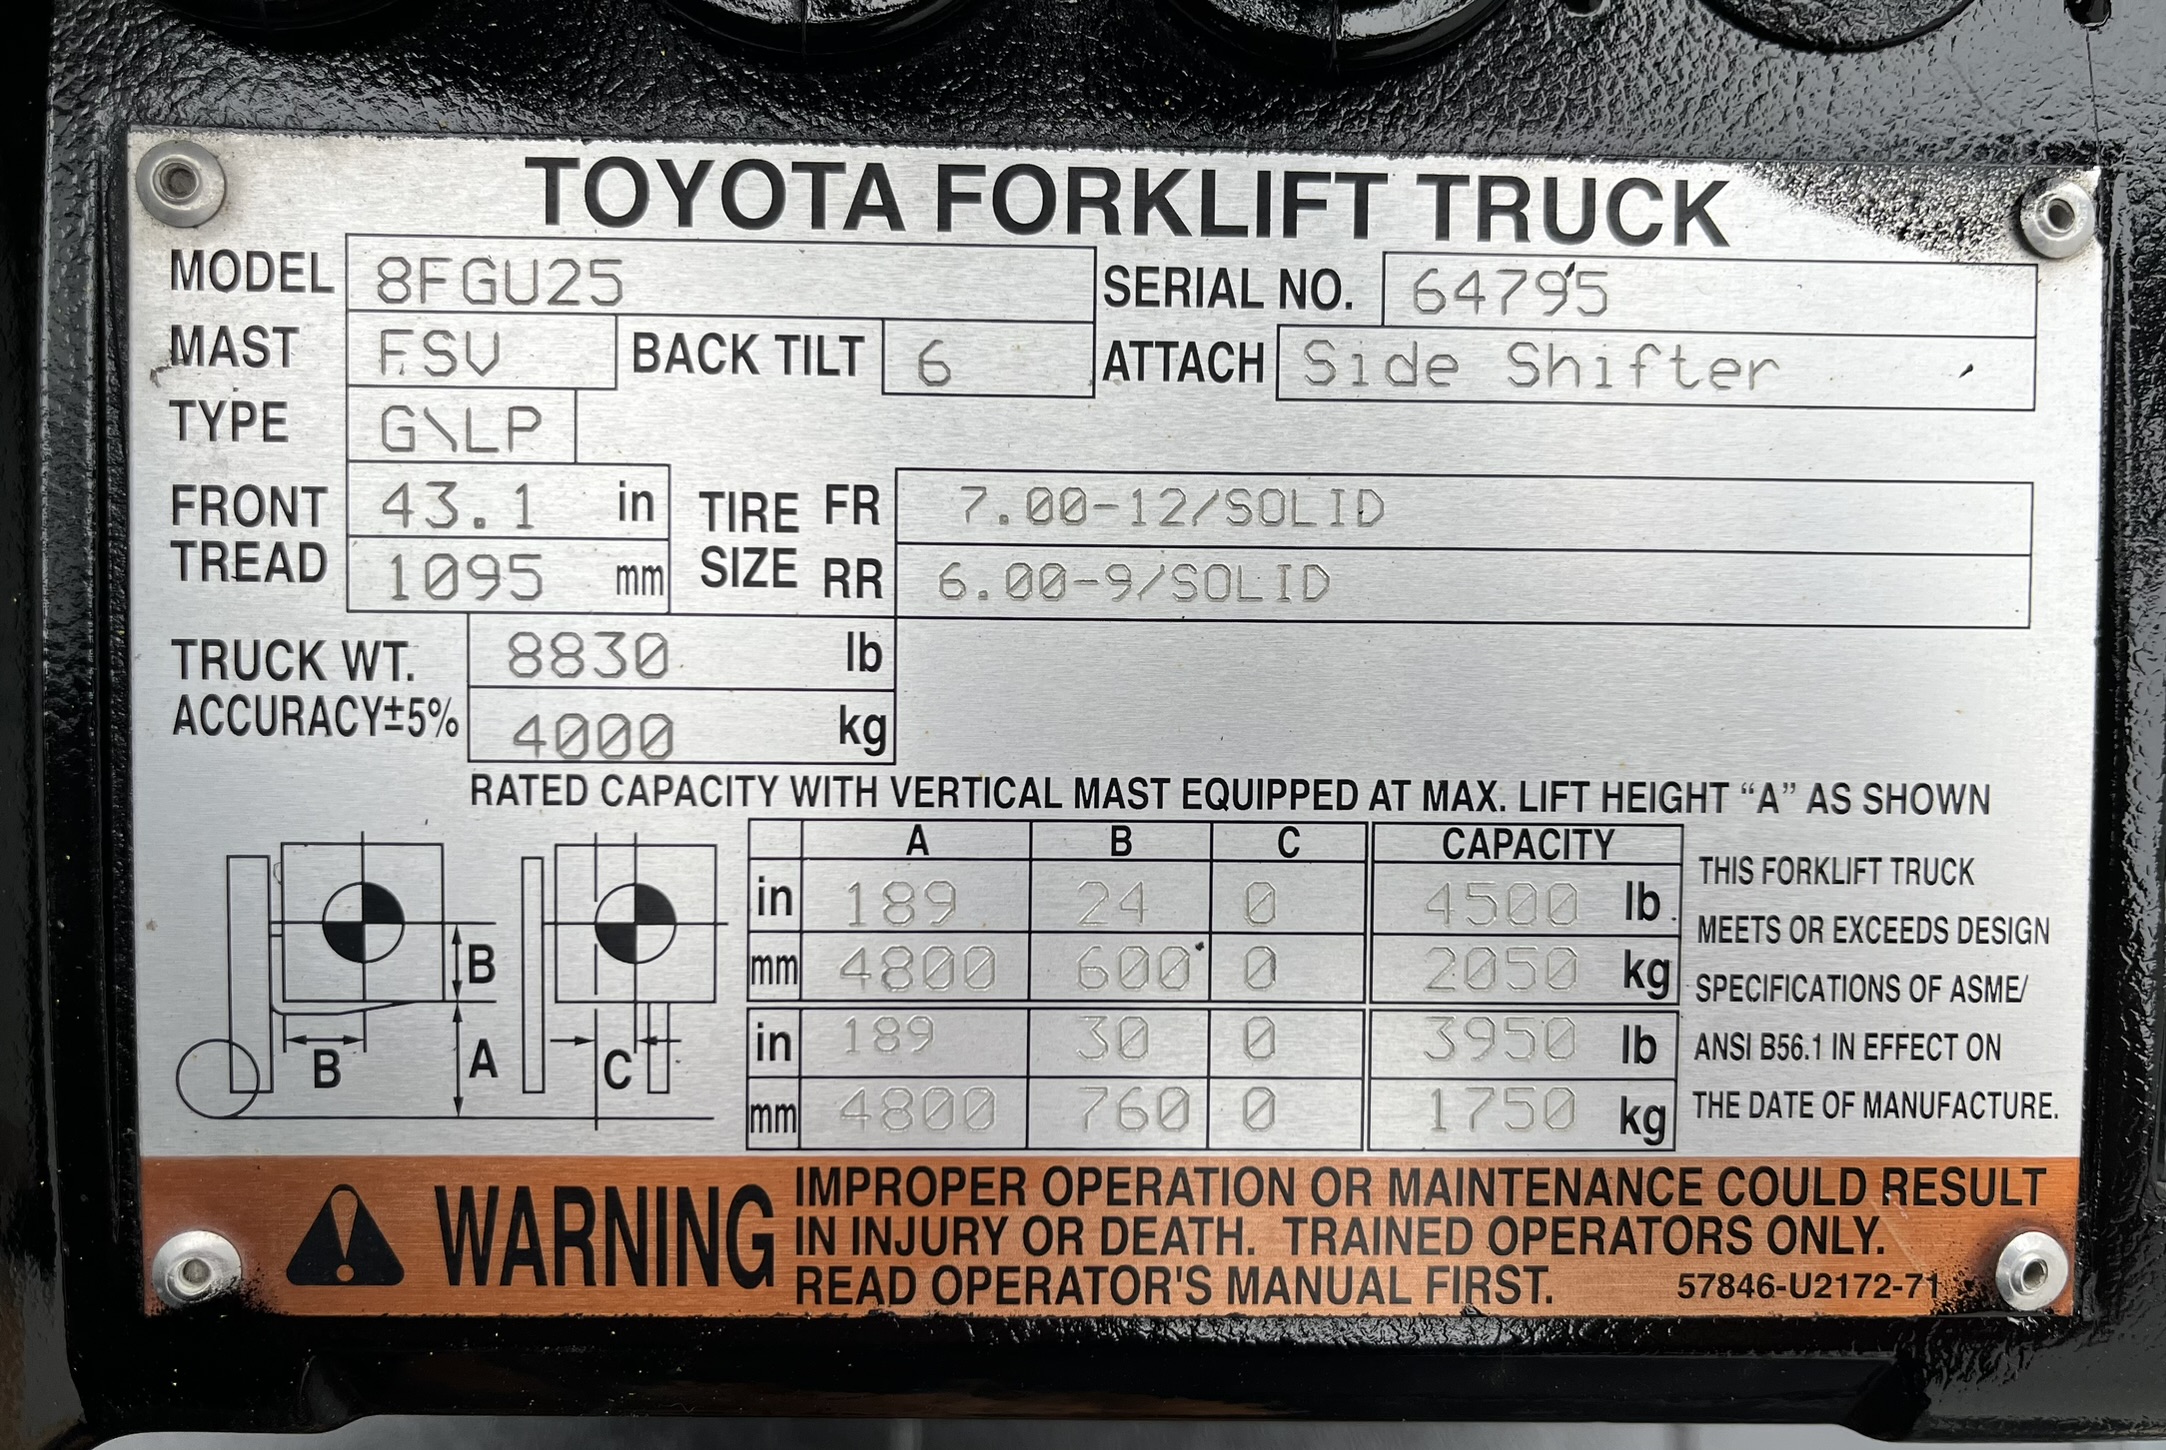 TOYOTA FORKLIFT TRUCK
MODEL 8FGU25 SERIAL NO. 64795
MAST FSV BACK TILT 6 ATTACH Side Shifter
TYPE G\LP
FRONT TREAD 43.1 in TIRE SIZE FR 7.00-12/SOLID
1095 mm RR 6.00-9/SOLID
TRUCK WT. 8830 lb
ACCURACY±5% 4000 kg
RATED CAPACITY WITH VERTICAL MAST EQUIPPED AT MAX. LIFT HEIGHT “A” AS SHOWN
B
B
A
C
A B C CAPACITY
in 189 24 0 4500 lb
mm 4800 600 0 2050 kg
in 189 30 0 3950 lb
mm 4800 760 0 1750 kg
THIS FORKLIFT TRUCK
MEETS OR EXCEEDS DESIGN
SPECIFICATIONS OF ASME/
ANSI B56.1 IN EFFECT ON
THE DATE OF MANUFACTURE.
WARNING
IMPROPER OPERATION OR MAINTENANCE COULD RESULT
IN INJURY OR DEATH. TRAINED OPERATORS ONLY.
READ OPERATOR'S MANUAL FIRST. 57846-U2172-71